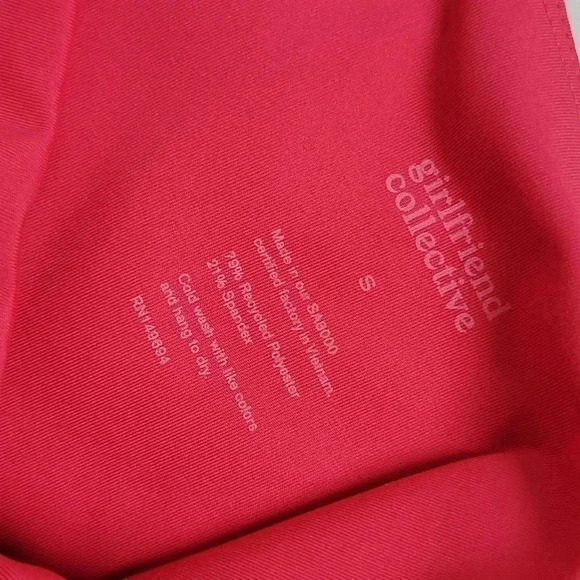 girlfriend
collective
S
Made in our SA8000
certified factory in Vietnam.
79% Recycled Polyester
21% Spandex
Cold wash with like colors
and hang to dry.
RN149894